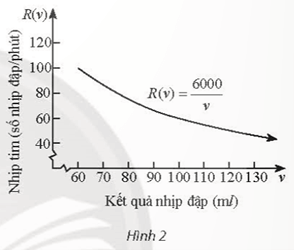 R(v)
Nhịp tim (số nhịp đập/phút)
120
100
80
60
40
R(v) = 6000/v
60 70 80 90 100 110 120 130 v
Kết quả nhịp đập (ml)
Hình 2